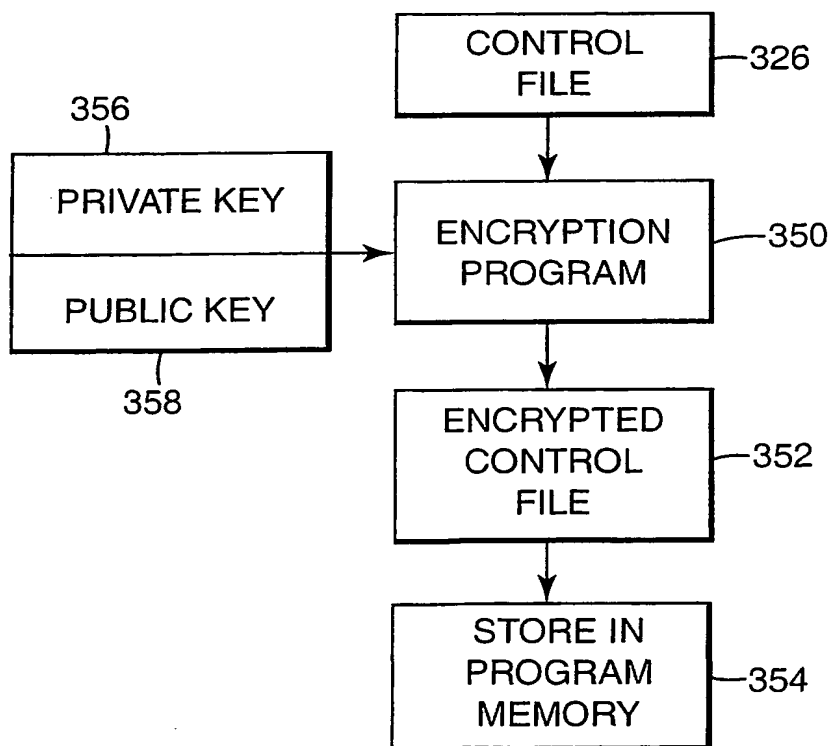 CONTROL
FILE
326
356
PRIVATE KEY
PUBLIC KEY
358
ENCRYPTION
PROGRAM
350
ENCRYPTED
CONTROL
FILE
352
STORE IN
PROGRAM
MEMORY
354